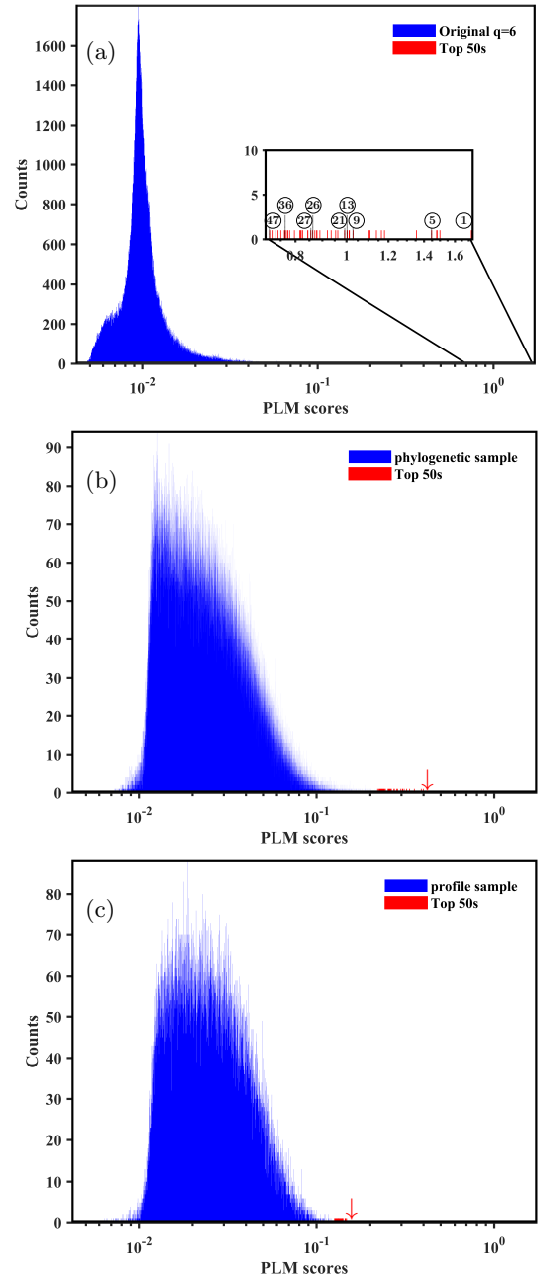 (a)
Original q=6
Top 50s
Counts
1600
1400
1200
1000
800
600
400
200
0
10
5
0
36 26 13
47 27 21 9 5 1
0.8 1 1.2 1.4 1.6
10^-2 10^-1 10^0
PLM scores
(b)
phylogenetic sample
Top 50s
Counts
90
80
70
60
50
40
30
20
10
0
10^-2 10^-1 10^0
PLM scores
(c)
profile sample
Top 50s
Counts
80
70
60
50
40
30
20
10
0
10^-2 10^-1 10^0
PLM scores